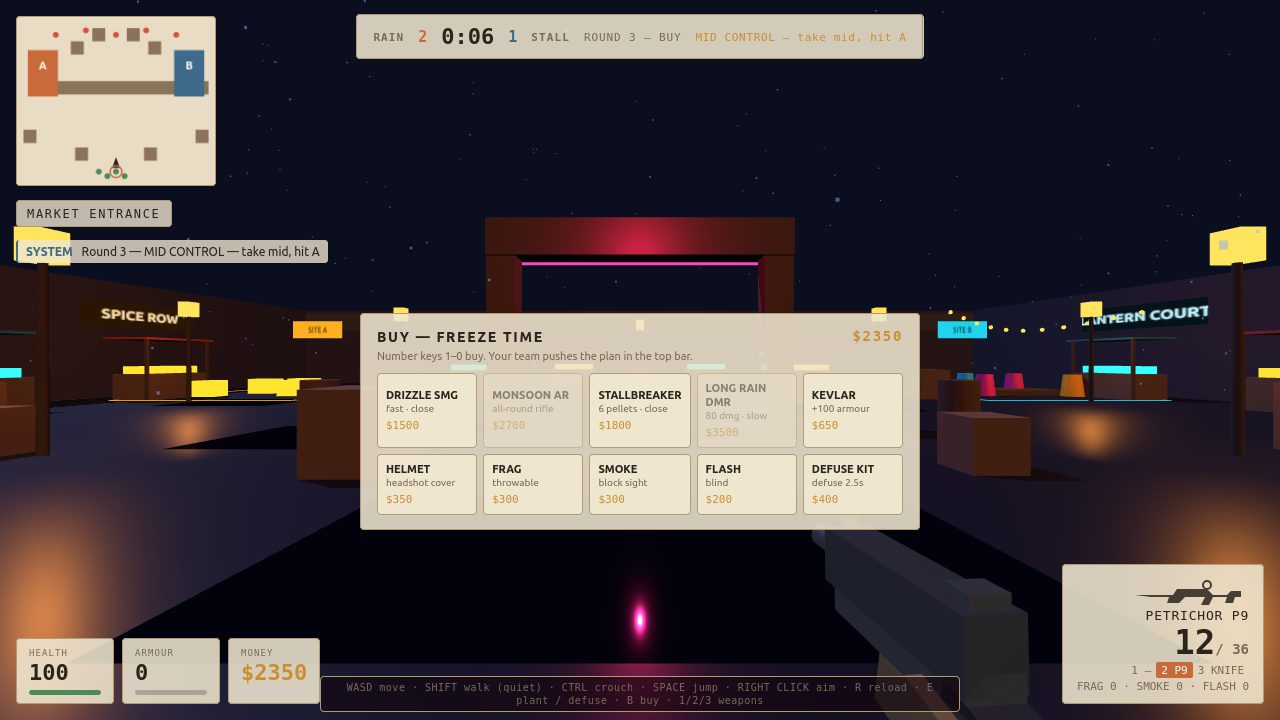 A
B
RAIN 2 0:06 1 STALL ROUND 3 — BUY MID CONTROL — take mid, hit A
MARKET ENTRANCE
SYSTEM Round 3 — MID CONTROL — take mid, hit A
SPICE ROW
SITE A
SITE B
LANTERN COURT
BUY — FREEZE TIME
$2350
Number keys 1–0 buy. Your team pushes the plan in the top bar.
DRIZZLE SMG
fast · close
$1500
MONSOON AR
all-round rifle
$2700
STALLBREAKER
6 pellets · close
$1800
LONG RAIN
DMR
80 dmg · slow
$3500
KEVLAR
+100 armour
$650
HELMET
headshot cover
$350
FRAG
throwable
$300
SMOKE
block sight
$300
FLASH
blind
$200
DEFUSE KIT
defuse 2.5s
$400
HEALTH
100
ARMOUR
0
MONEY
$2350
WASD move · SHIFT walk (quiet) · CTRL crouch · SPACE jump · RIGHT CLICK aim · R reload · E
plant / defuse · B buy · 1/2/3 weapons
PETRICHOR P9
12 / 36
1 — 2 P9 3 KNIFE
FRAG 0 · SMOKE 0 · FLASH 0